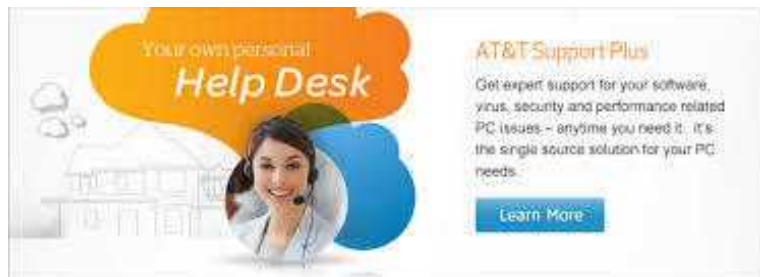 Your own personal
Help Desk
AT&T Support Plus
Get expert support for your software,
virus, security and performance related
PC issues – anytime you need it. it's
the single source solution for your PC
needs.
Learn More